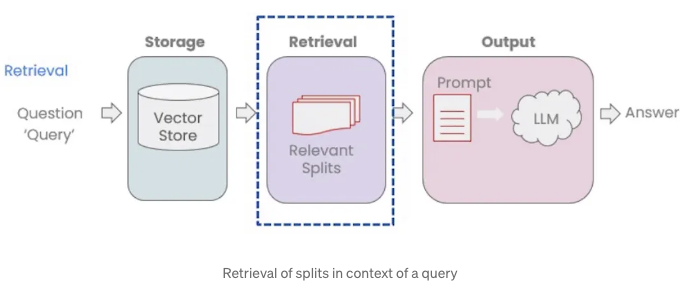 Storage
Retrieval
Output
Retrieval
Question
‘Query’
Vector
Store
Relevant
Splits
Prompt
LLM
Answer
Retrieval of splits in context of a query